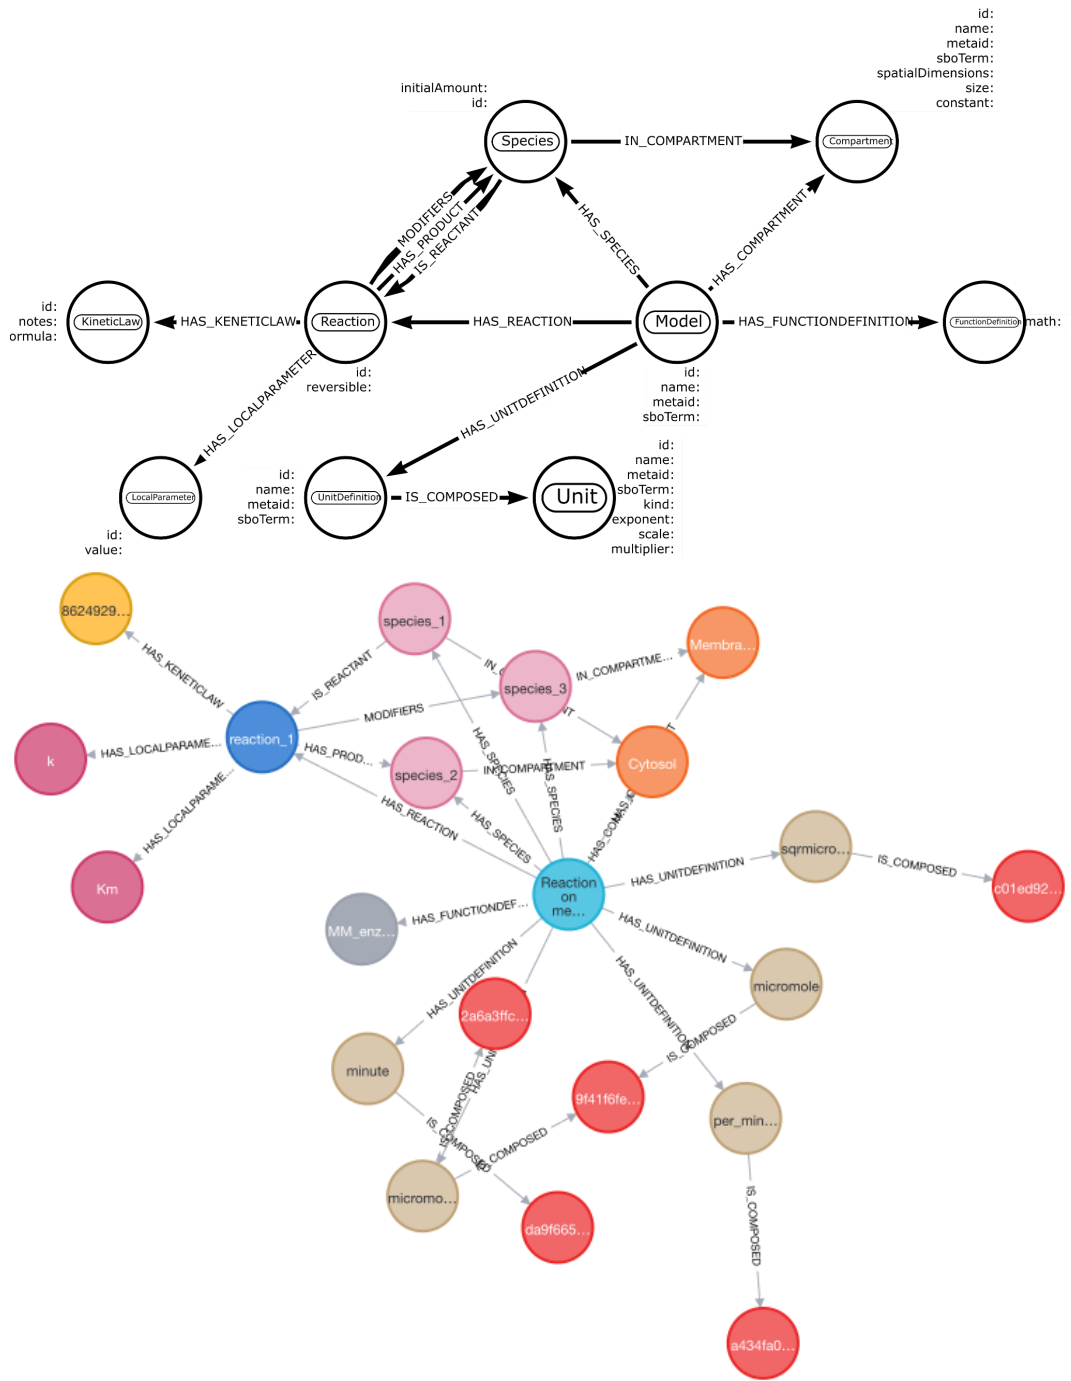 id:
name:
metaid:
sboTerm:
spatialDimensions:
size:
constant:
initialAmount:
id:
Species
IN_COMPARTMENT
Compartment
MODIFIERS
HAS_PRODUCT
IS_REACTANT
HAS_SPECIES
HAS_COMPARTMENT
id:
notes:
ormula:
KineticLaw
HAS_KENETICLAW
Reaction
HAS_REACTION
Model
HAS_FUNCTIONDEFINITION
FunctionDefinition
math:
id:
reversible:
id:
name:
metaid:
sboTerm:
HAS_LOCALPARAMETER
HAS_UNITDEFINITION
LocalParameter
id:
value:
id:
name:
metaid:
sboTerm:
UnitDefinition
IS_COMPOSED
Unit
id:
name:
metaid:
sboTerm:
kind:
exponent:
scale:
multiplier:
8624929...
species_1
Membra...
HAS_KENETICLAW
IS_REACTANT
IN_COMPARTME...
species_3
MODIFIERS
reaction_1
k
HAS_LOCALPARAME...
HAS_PROD...
species_2
IN_COMPARTMENT
Cytosol
HAS_SPECIES
HAS_SPECIES
HAS_LOCALPARAME...
HAS_REACTION
HAS_SPECIES
Km
Reaction
on
me...
HAS_UNITDEFINITION
sqrmicro...
IS_COMPOSED
c01ed92...
MM_enz...
HAS_FUNCTIONDEF...
HAS_UNITDEFINITION
HAS_UNITDEFINITION
HAS_UNITDEFINITION
micromole
2a6a3ffc...
IS_COMPOSED
minute
9f41f6fe...
per_min...
IS_COMPOSED
IS_COMPOSED
micromo...
da9f665...
IS_COMPOSED
a434fa0...